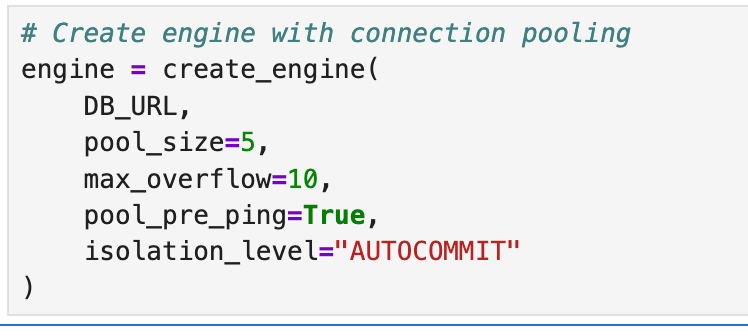 # Create engine with connection pooling
engine = create_engine(
    DB_URL,
    pool_size=5,
    max_overflow=10,
    pool_pre_ping=True,
    isolation_level="AUTOCOMMIT"
)